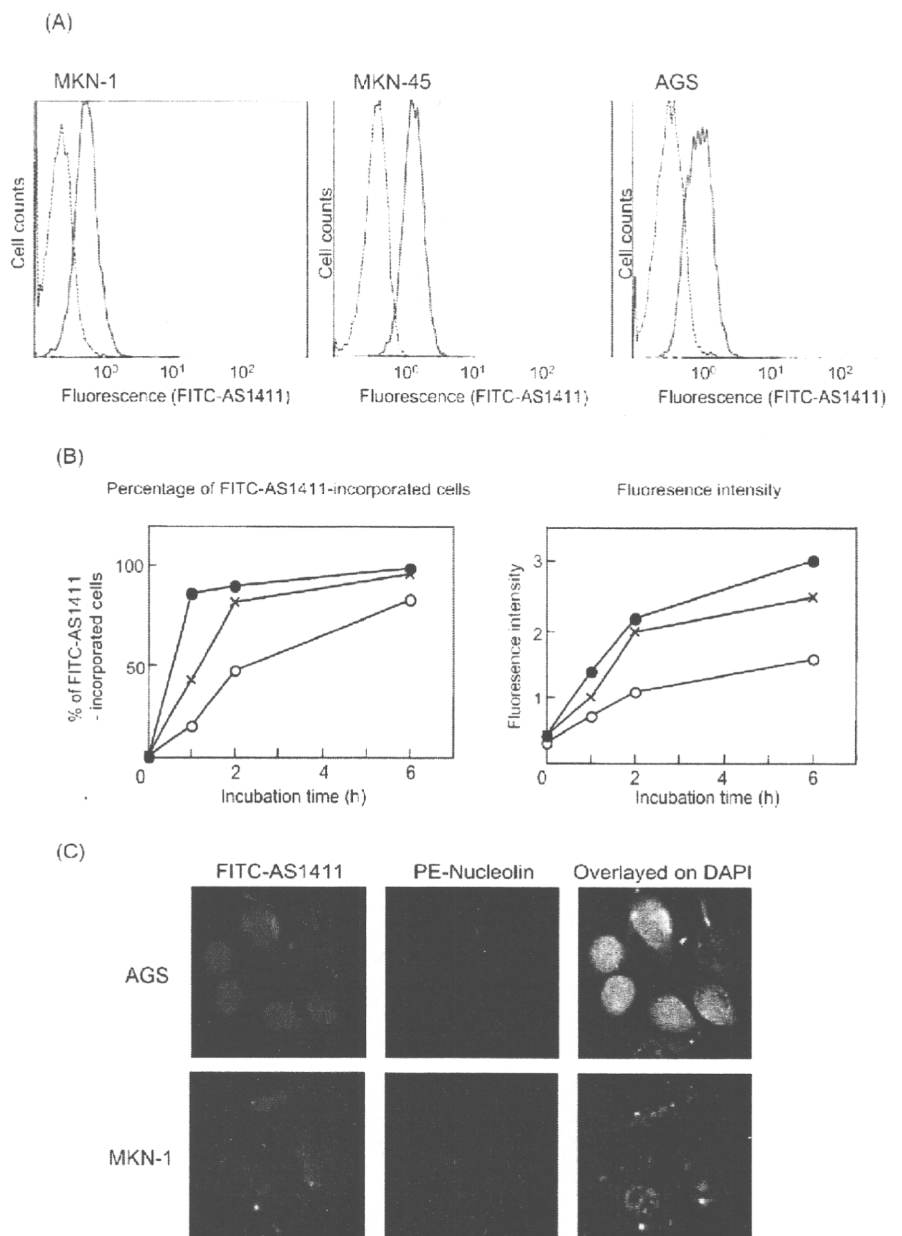 (A)
MKN-1
MKN-45
AGS
Cell counts
Cell counts
Cell counts
10⁰ 10¹ 10²
10⁰ 10¹ 10²
10⁰ 10¹ 10²
Fluorescence (FITC-AS1411)
Fluorescence (FITC-AS1411)
Fluorescence (FITC-AS1411)
(B)
Percentage of FITC-AS1411-incorporated cells
% of FITC-AS1411
- incorporated cells
100
50
0 2 4 6
Incubation time (h)
Fluoresence intensity
Fluoresence intensity
3
2
1
0 2 4 6
Incubation time (h)
(C)
FITC-AS1411
PE-Nucleolin
Overlayed on DAPI
AGS
MKN-1